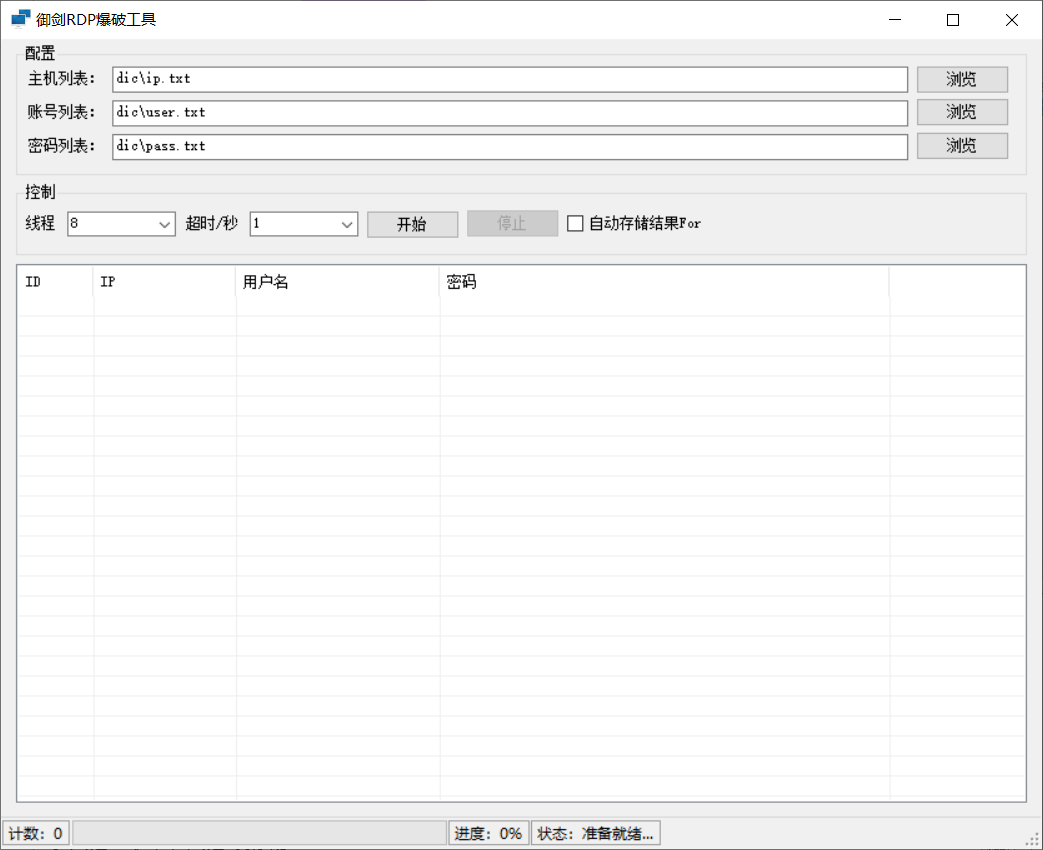 御剑RDP爆破工具
配置
主机列表： dic\ip.txt 浏览
账号列表： dic\user.txt 浏览
密码列表： dic\pass.txt 浏览
控制
线程 8 超时/秒 1 开始 停止 自动存储结果For
ID IP 用户名 密码
计数：0 进度：0% 状态：准备就绪...